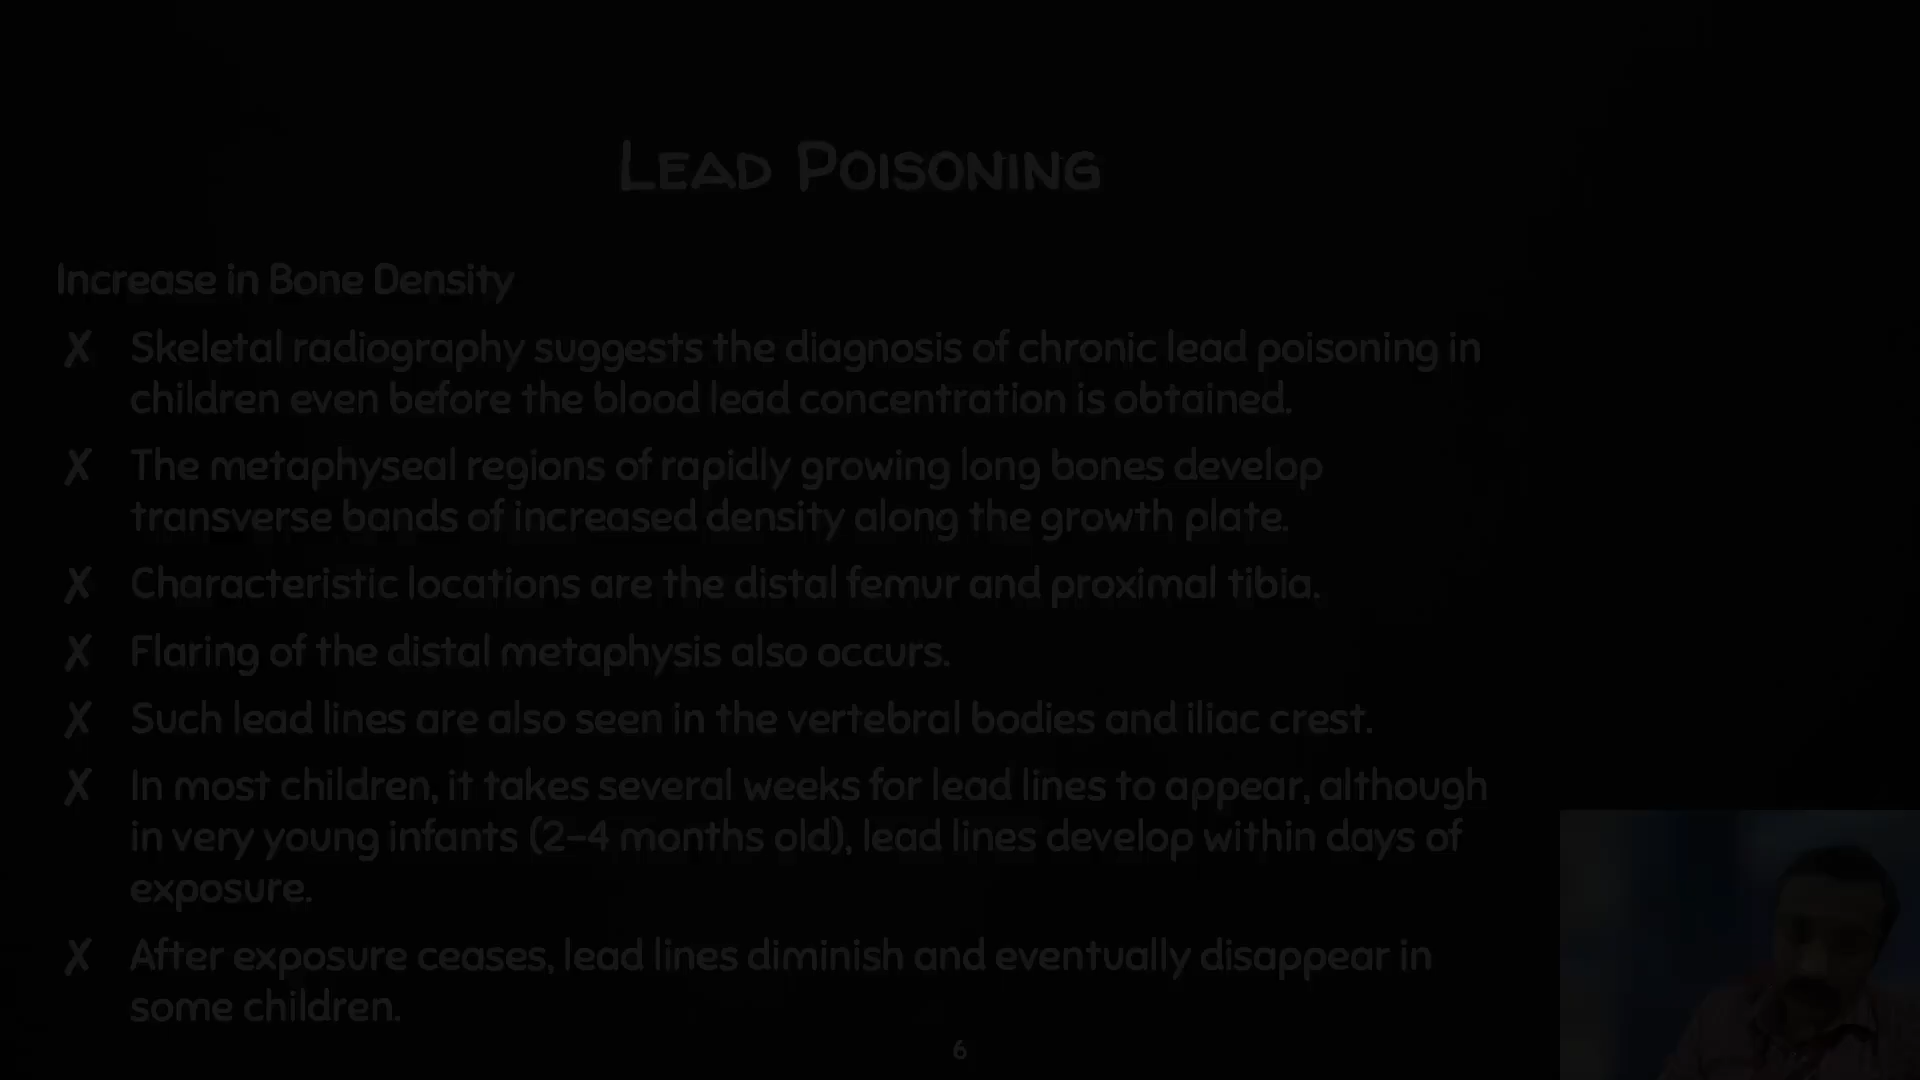 LEAD POISONING
Increase in Bone Density
✗ Skeletal radiography suggests the diagnosis of chronic lead poisoning in
children even before the blood lead concentration is obtained.
✗ The metaphyseal regions of rapidly growing long bones develop
transverse bands of increased density along the growth plate.
✗ Characteristic locations are the distal femur and proximal tibia.
✗ Flaring of the distal metaphysis also occurs.
✗ Such lead lines are also seen in the vertebral bodies and iliac crest.
✗ In most children, it takes several weeks for lead lines to appear, although
in very young infants (2–4 months old), lead lines develop within days of
exposure.
✗ After exposure ceases, lead lines diminish and eventually disappear in
some children.
6